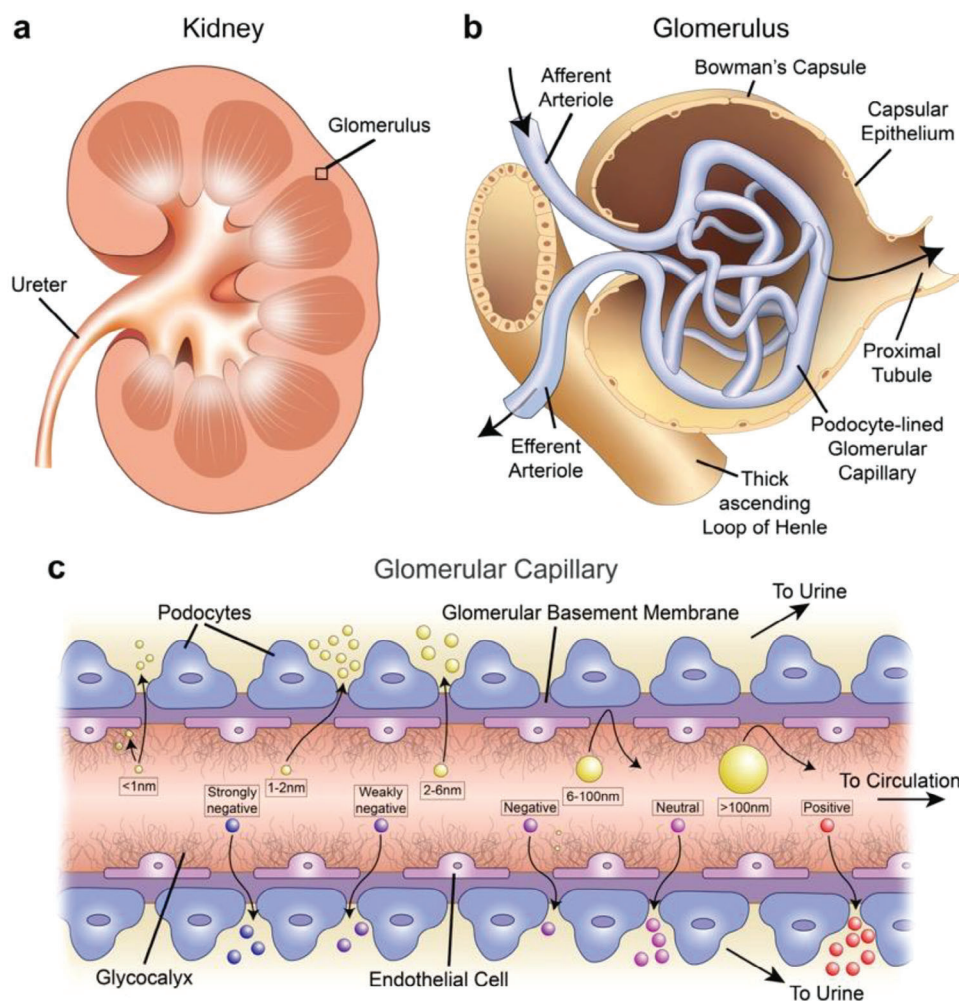 a
Kidney
Glomerulus
Ureter
b
Glomerulus
Afferent
Arteriole
Bowman's Capsule
Capsular
Epithelium
Proximal
Tubule
Podocyte-lined
Glomerular
Capillary
Efferent
Arteriole
Thick
ascending
Loop of Henle
c
Glomerular Capillary
Podocytes
Glomerular Basement Membrane
To Urine
<1nm
1-2nm
2-6nm
6-100nm
>100nm
To Circulation
Strongly
negative
Weakly
negative
Negative
Neutral
Positive
Glycocalyx
Endothelial Cell
To Urine